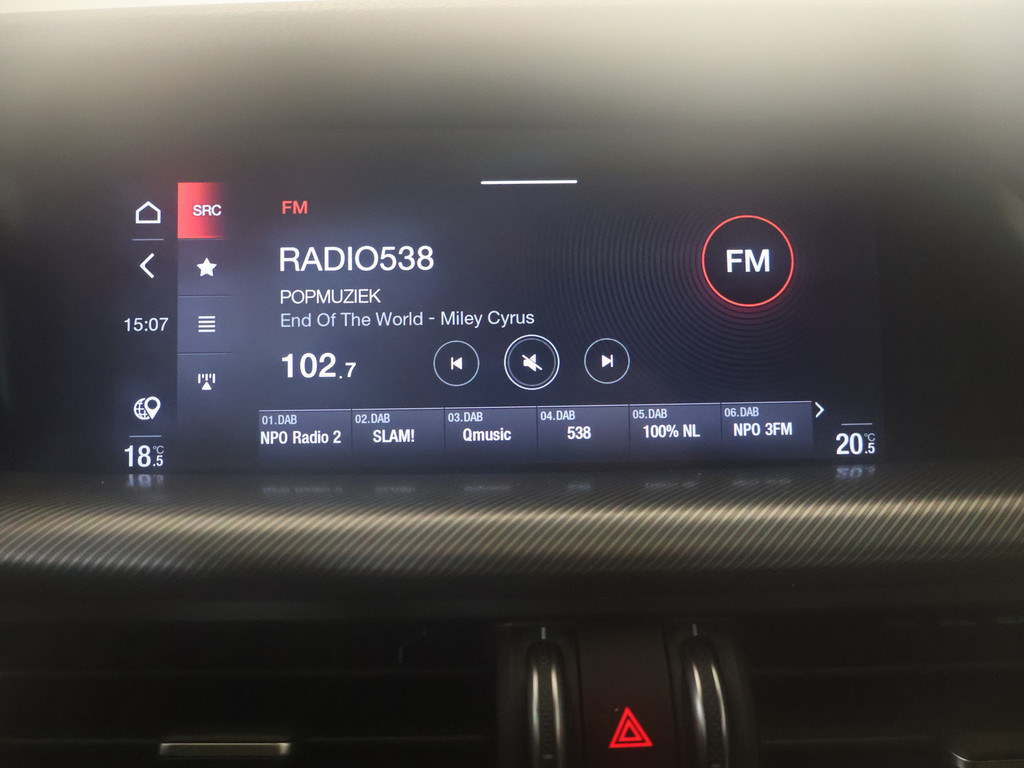 SRC
FM
RADIO538
FM
POPMUZIEK
End Of The World - Miley Cyrus
15:07
102.7
01.DAB
NPO Radio 2
02.DAB
SLAM!
03.DAB
Qmusic
04.DAB
538
05.DAB
100% NL
06.DAB
NPO 3FM
18.5°C
20.5°C